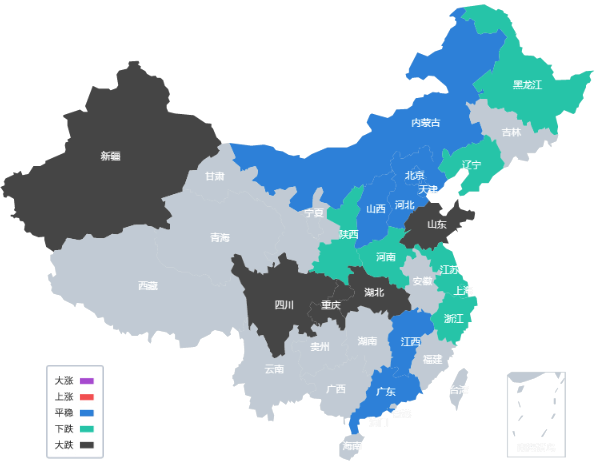 黑龙江
内蒙古
吉林
新疆
辽宁
甘肃
北京
天津
河北
山西
宁夏
山东
青海
陕西
河南
江苏
西藏
安徽
上海
四川
重庆
湖北
浙江
湖南
江西
贵州
福建
云南
广西
广东
台湾
海南
大涨
上涨
平稳
下跌
大跌